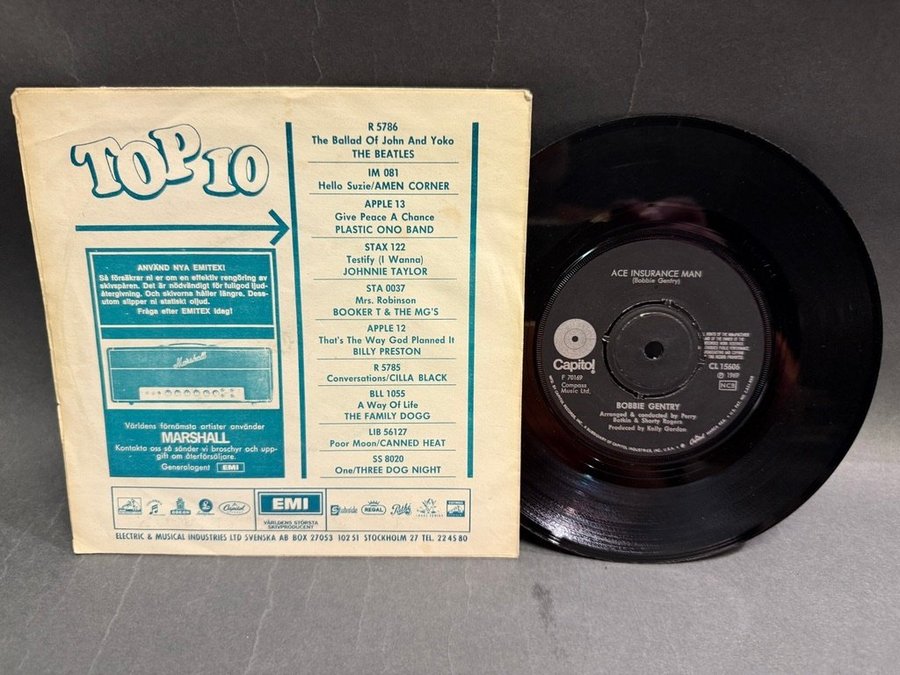 TOP 10
R 5786
The Ballad Of John And Yoko
THE BEATLES
IM 081
Hello Suzie/AMEN CORNER
APPLE 13
Give Peace A Chance
PLASTIC ONO BAND
STAX 122
Testify (I Wanna)
JOHNNIE TAYLOR
STA 0037
Mrs. Robinson
BOOKER T & THE MG'S
APPLE 12
That's The Way God Planned It
BILLY PRESTON
R 5785
Conversations/CILLA BLACK
BLL 1055
A Way Of Life
THE FAMILY DOGG
LIB 56127
Poor Moon/CANNED HEAT
SS 8020
One/THREE DOG NIGHT
ANVÄND NYA EMITEX!
Så försäkrar ni er om en effektiv rengöring av
skivspåren. Det är nödvändigt för fullgod ljud-
återgivning. Och skivorna håller längre. Dess-
utom slipper ni statiskt oljud.
Fråga efter EMITEX idag!
Marshall
Världens förnämsta artister använder
MARSHALL
Kontakta oss så sänder vi broschyr och upp-
gift om återförsäljare.
Generalagent EMI
ODEON
Capitol
EMI
VÄRLDENS STÖRSTA
SKIVPRODUCENT
Stateside
REGAL
ELECTRIC & MUSICAL INDUSTRIES LTD SVENSKA AB BOX 27053 102 51 STOCKHOLM 27 TEL. 22 45 80
ACE INSURANCE MAN
(Bobbie Gentry)
Capitol
F 70169
Compass
Music Ltd.
CL 15606
℗ 1969
NCB
BOBBIE GENTRY
Arranged & conducted by Perry
Botkin & Shorty Rogers
Produced by Kelly Gordon